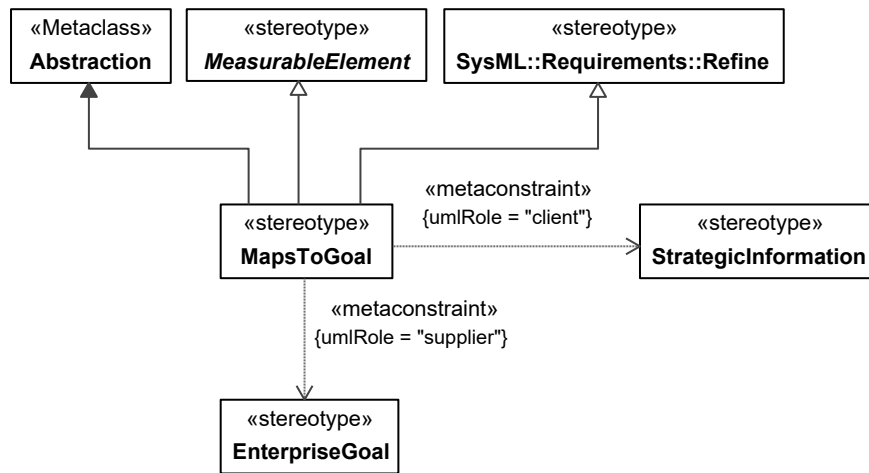 «Metaclass»
Abstraction
«stereotype»
MeasurableElement
«stereotype»
SysML::Requirements::Refine
«metaconstraint»
{umlRole = "client"}
«stereotype»
MapsToGoal
«stereotype»
StrategicInformation
«metaconstraint»
{umlRole = "supplier"}
«stereotype»
EnterpriseGoal